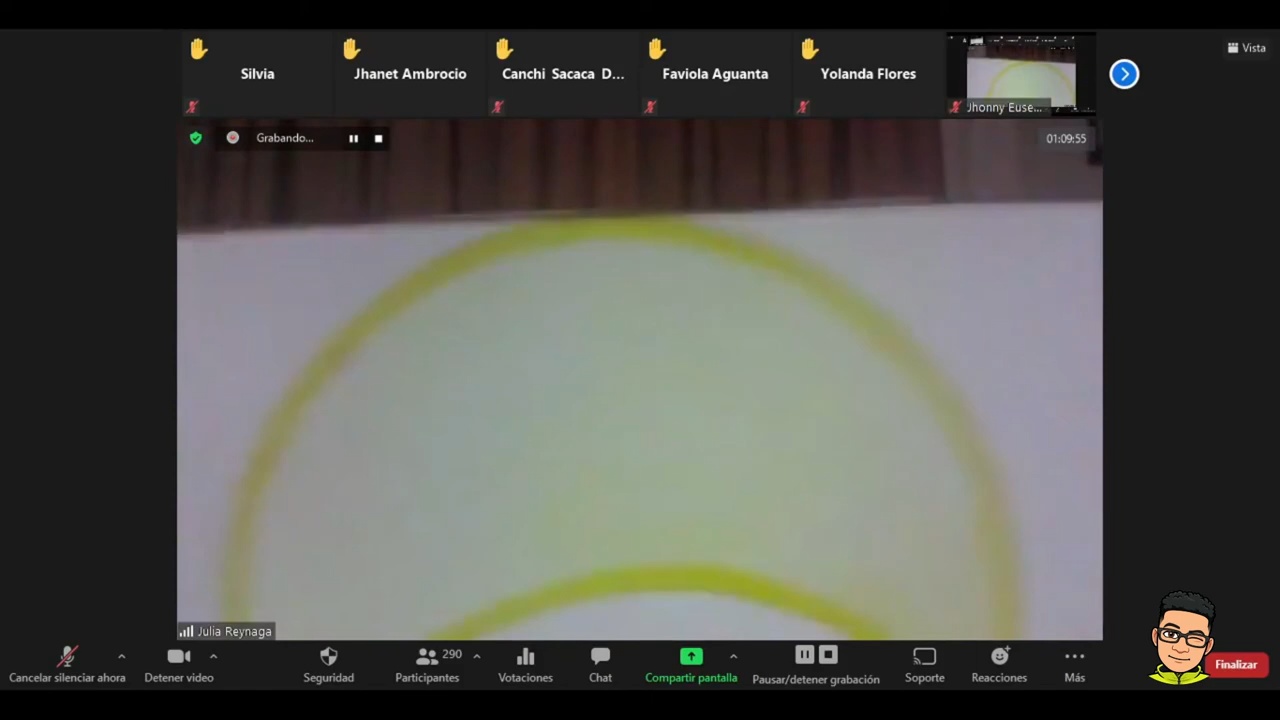 Silvia
Jhanet Ambrocio
Canchi Sacaca D...
Faviola Aguanta
Yolanda Flores
Jhonny Euse...
Vista
Grabando...
01:09:55
Julia Reynaga
Cancelar silenciar ahora
Detener video
Seguridad
290
Participantes
Votaciones
Chat
Compartir pantalla
Pausar/detener grabación
Soporte
Reacciones
Más
Finalizar